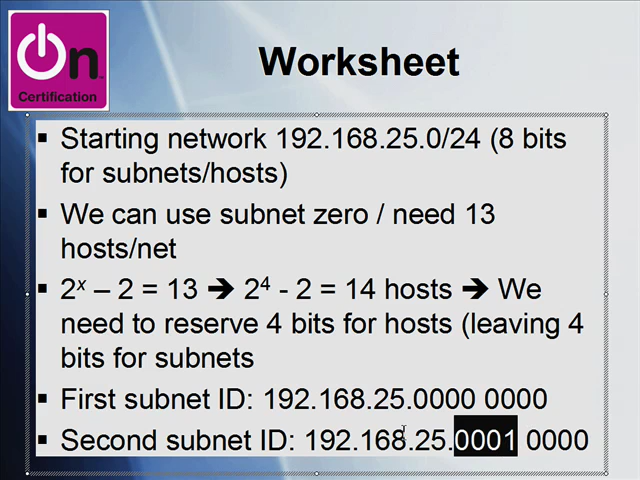 On
Certification
Worksheet
▪ Starting network 192.168.25.0/24 (8 bits
for subnets/hosts)
▪ We can use subnet zero / need 13
hosts/net
▪ 2ˣ – 2 = 13 ➔ 2⁴ - 2 = 14 hosts ➔ We
need to reserve 4 bits for hosts (leaving 4
bits for subnets
▪ First subnet ID: 192.168.25.0000 0000
▪ Second subnet ID: 192.168.25.0001 0000